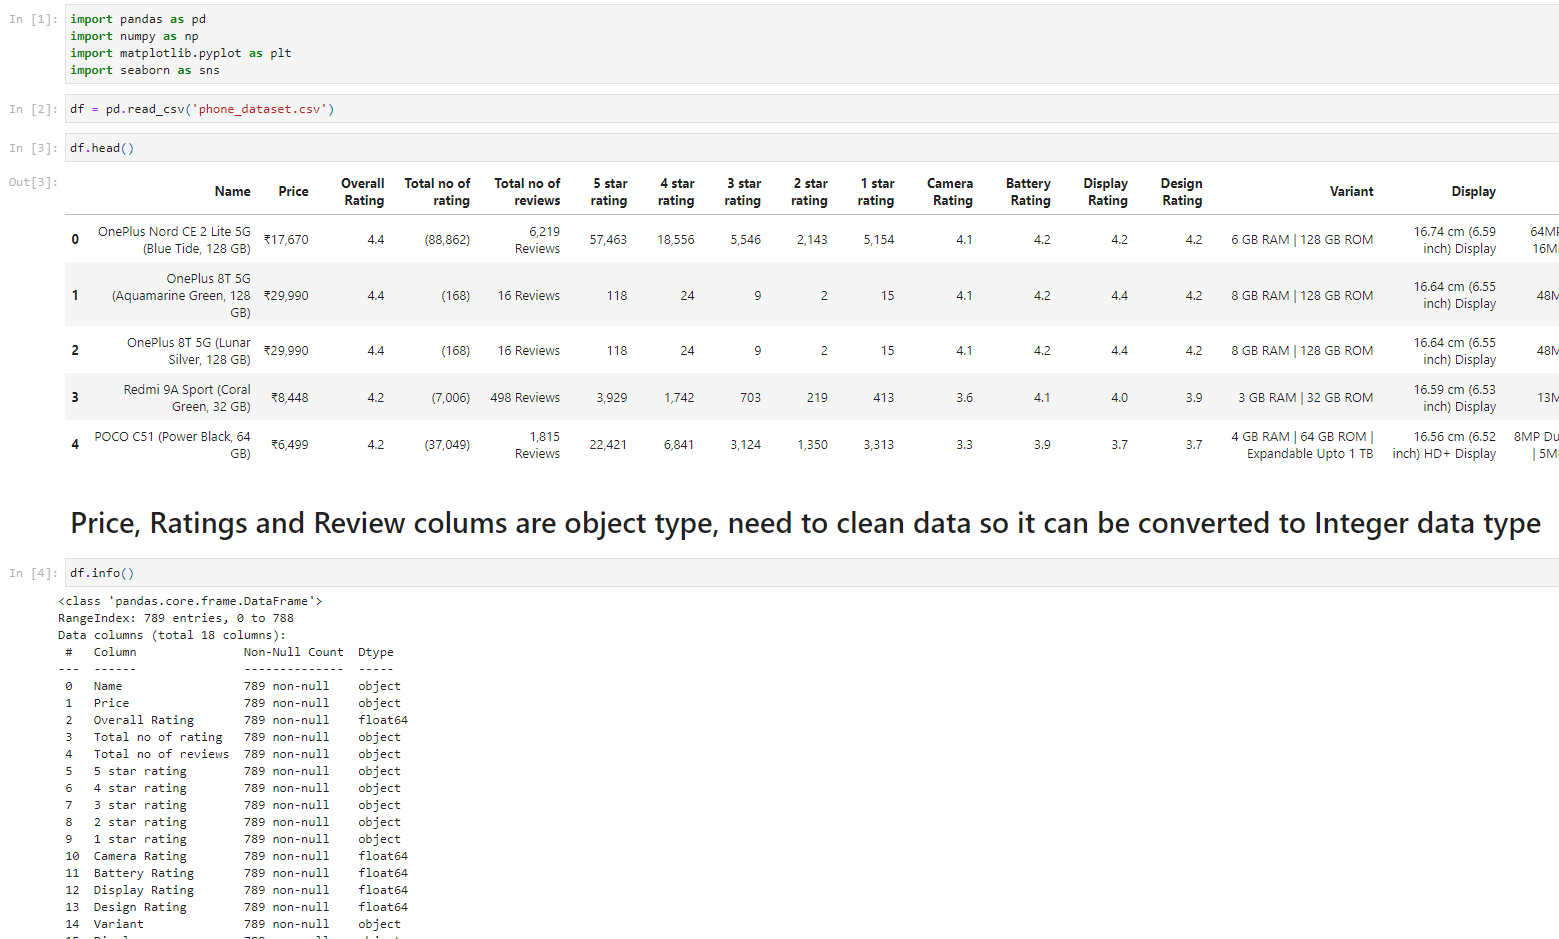 In [1]: import pandas as pd
import numpy as np
import matplotlib.pyplot as plt
import seaborn as sns
In [2]: df = pd.read_csv('phone_dataset.csv')
In [3]: df.head()
Out[3]:
Name Price Overall Rating Total no of rating Total no of reviews 5 star rating 4 star rating 3 star rating 2 star rating 1 star rating Camera Rating Battery Rating Display Rating Design Rating Variant Display
0 OnePlus Nord CE 2 Lite 5G (Blue Tide, 128 GB) ₹17,670 4.4 (88,862) 6,219 Reviews 57,463 18,556 5,546 2,143 5,154 4.1 4.2 4.2 4.2 6 GB RAM | 128 GB ROM 16.74 cm (6.59 inch) Display 64MP 16M
1 OnePlus 8T 5G (Aquamarine Green, 128 GB) ₹29,990 4.4 (168) 16 Reviews 118 24 9 2 15 4.1 4.2 4.4 4.2 8 GB RAM | 128 GB ROM 16.64 cm (6.55 inch) Display 48M
2 OnePlus 8T 5G (Lunar Silver, 128 GB) ₹29,990 4.4 (168) 16 Reviews 118 24 9 2 15 4.1 4.2 4.4 4.2 8 GB RAM | 128 GB ROM 16.64 cm (6.55 inch) Display 48M
3 Redmi 9A Sport (Coral Green, 32 GB) ₹8,448 4.2 (7,006) 498 Reviews 3,929 1,742 703 219 413 3.6 4.1 4.0 3.9 3 GB RAM | 32 GB ROM 16.59 cm (6.53 inch) Display 13M
4 POCO C51 (Power Black, 64 GB) ₹6,499 4.2 (37,049) 1,815 Reviews 22,421 6,841 3,124 1,350 3,313 3.3 3.9 3.7 3.7 4 GB RAM | 64 GB ROM | Expandable Upto 1 TB 16.56 cm (6.52 inch) HD+ Display 8MP Du | 5M
Price, Ratings and Review colums are object type, need to clean data so it can be converted to Integer data type
In [4]: df.info()
<class 'pandas.core.frame.DataFrame'>
RangeIndex: 789 entries, 0 to 788
Data columns (total 18 columns):
# Column Non-Null Count Dtype
--- ------ -------------- -----
0 Name 789 non-null object
1 Price 789 non-null object
2 Overall Rating 789 non-null float64
3 Total no of rating 789 non-null object
4 Total no of reviews 789 non-null object
5 5 star rating 789 non-null object
6 4 star rating 789 non-null object
7 3 star rating 789 non-null object
8 2 star rating 789 non-null object
9 1 star rating 789 non-null object
10 Camera Rating 789 non-null float64
11 Battery Rating 789 non-null float64
12 Display Rating 789 non-null float64
13 Design Rating 789 non-null float64
14 Variant 789 non-null object